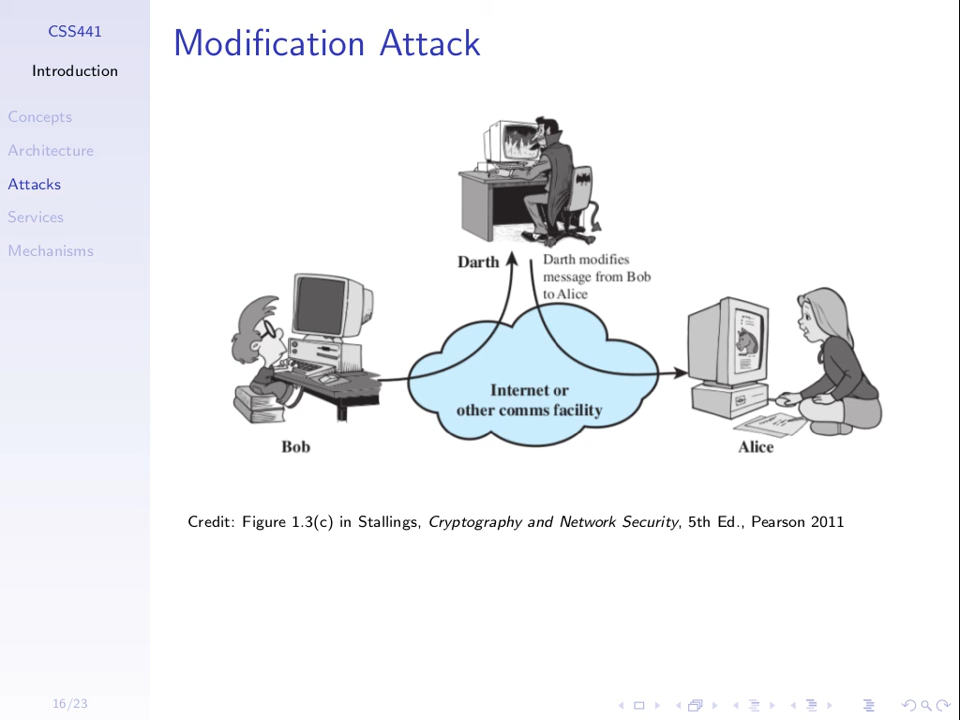 CSS441
Introduction
Concepts
Architecture
Attacks
Services
Mechanisms
16/23
Modification Attack
Darth
Darth modifies
message from Bob
to Alice
Internet or
other comms facility
Bob
Alice
Credit: Figure 1.3(c) in Stallings, Cryptography and Network Security, 5th Ed., Pearson 2011